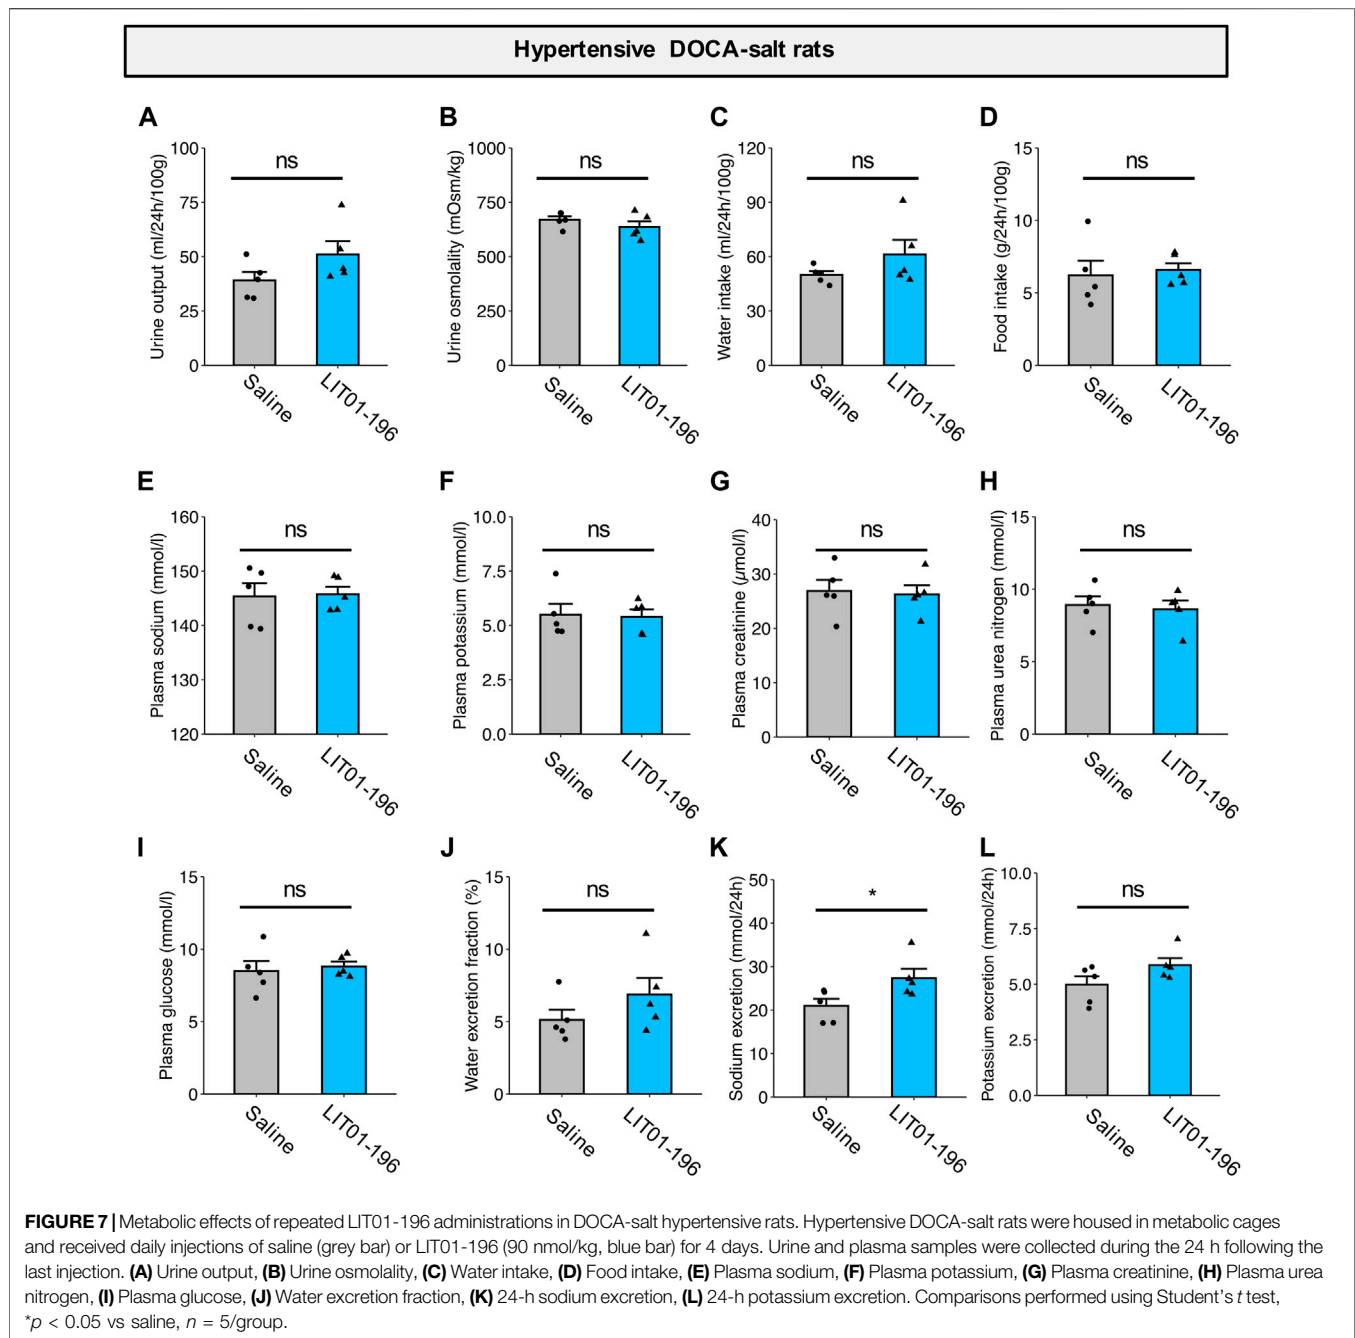 Hypertensive DOCA-salt rats
A
B
C
D
Urine output (ml/24h/100g)
100
75
50
25
0
ns
Saline
LIT01-196
Urine osmolality (mOsm/kg)
1000
750
500
250
0
ns
Saline
LIT01-196
Water intake (ml/24h/100g)
120
90
60
30
0
ns
Saline
LIT01-196
Food intake (g/24h/100g)
15
10
5
0
ns
Saline
LIT01-196
E
F
G
H
Plasma sodium (mmol/l)
160
150
140
130
120
ns
Saline
LIT01-196
Plasma potassium (mmol/l)
10.0
7.5
5.0
2.5
0.0
ns
Saline
LIT01-196
Plasma creatinine (µmol/l)
40
30
20
10
0
ns
Saline
LIT01-196
Plasma urea nitrogen (mmol/l)
15
10
5
0
ns
Saline
LIT01-196
I
J
K
L
Plasma glucose (mmol/l)
15
10
5
0
ns
Saline
LIT01-196
Water excretion fraction (%)
15
10
5
0
ns
Saline
LIT01-196
Sodium excretion (mmol/24h)
50
40
30
20
10
0
*
Saline
LIT01-196
Potassium excretion (mmol/24h)
10.0
7.5
5.0
2.5
0.0
ns
Saline
LIT01-196
FIGURE 7 | Metabolic effects of repeated LIT01-196 administrations in DOCA-salt hypertensive rats. Hypertensive DOCA-salt rats were housed in metabolic cages
and received daily injections of saline (grey bar) or LIT01-196 (90 nmol/kg, blue bar) for 4 days. Urine and plasma samples were collected during the 24 h following the
last injection. (A) Urine output, (B) Urine osmolality, (C) Water intake, (D) Food intake, (E) Plasma sodium, (F) Plasma potassium, (G) Plasma creatinine, (H) Plasma urea
nitrogen, (I) Plasma glucose, (J) Water excretion fraction, (K) 24-h sodium excretion, (L) 24-h potassium excretion. Comparisons performed using Student's t test,
*p < 0.05 vs saline, n = 5/group.